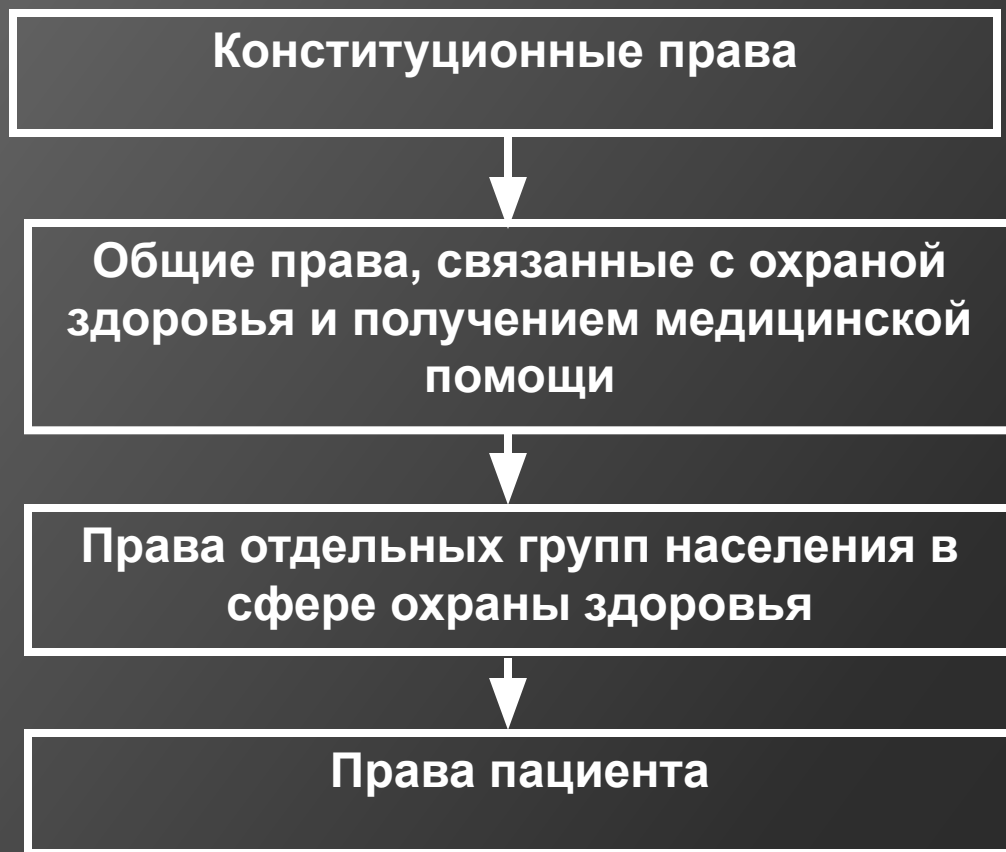 Конституционные права
Общие права, связанные с охраной
здоровья и получением медицинской
помощи
Права отдельных групп населения в
сфере охраны здоровья
Права пациента